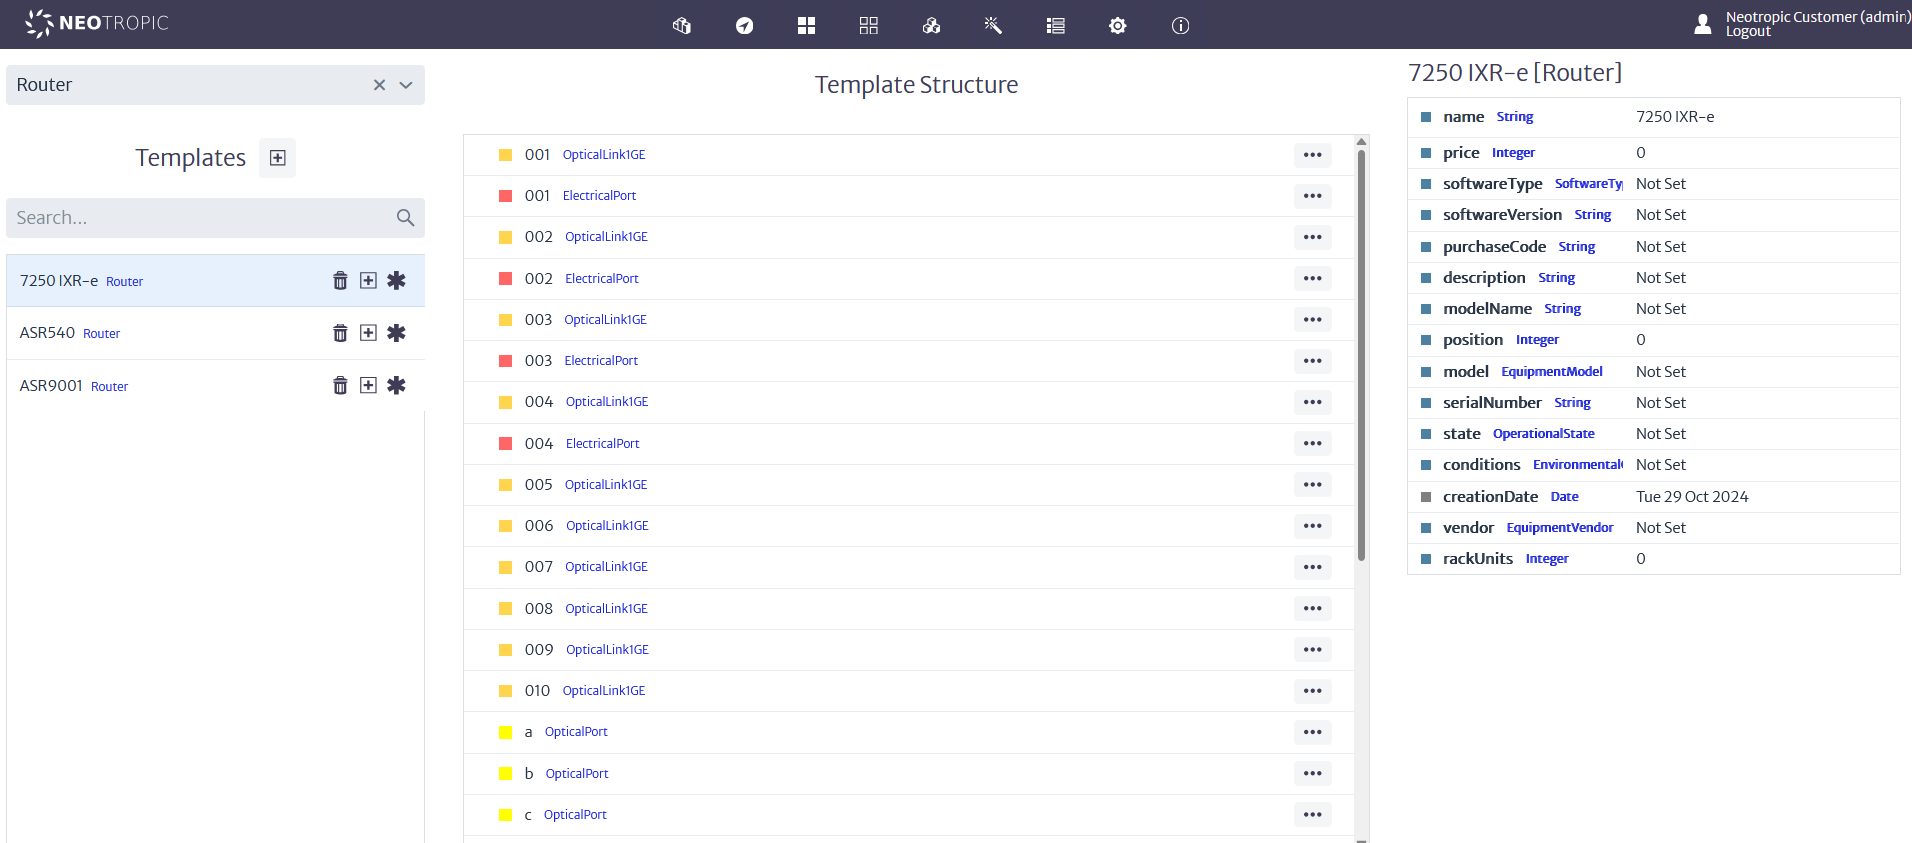 NEOTROPIC
Neotropic Customer (admin)
Logout
Router
Templates
Search...
7250 IXR-e Router
ASR540 Router
ASR9001 Router
Template Structure
001 OpticalLink1GE
001 ElectricalPort
002 OpticalLink1GE
002 ElectricalPort
003 OpticalLink1GE
003 ElectricalPort
004 OpticalLink1GE
004 ElectricalPort
005 OpticalLink1GE
006 OpticalLink1GE
007 OpticalLink1GE
008 OpticalLink1GE
009 OpticalLink1GE
010 OpticalLink1GE
a OpticalPort
b OpticalPort
c OpticalPort
7250 IXR-e [Router]
name String 7250 IXR-e
price Integer 0
softwareType SoftwareTy Not Set
softwareVersion String Not Set
purchaseCode String Not Set
description String Not Set
modelName String Not Set
position Integer 0
model EquipmentModel Not Set
serialNumber String Not Set
state OperationalState Not Set
conditions Environmental Not Set
creationDate Date Tue 29 Oct 2024
vendor EquipmentVendor Not Set
rackUnits Integer 0